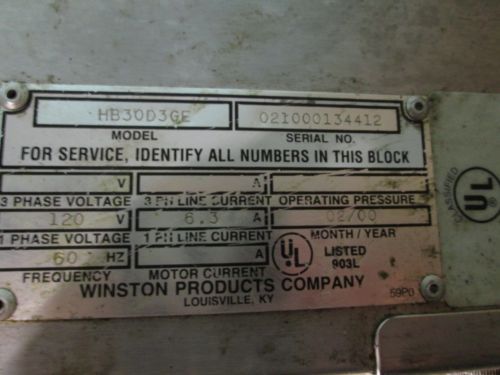 HB30D3GE 021000134412
MODEL SERIAL NO.
FOR SERVICE, IDENTIFY ALL NUMBERS IN THIS BLOCK
V A
3 PHASE VOLTAGE 3 PH LINE CURRENT OPERATING PRESSURE
120 V 6.3 A 02/00
1 PHASE VOLTAGE 1 PH LINE CURRENT MONTH / YEAR
60 HZ A UL LISTED
903L
FREQUENCY MOTOR CURRENT
WINSTON PRODUCTS COMPANY
LOUISVILLE, KY
59P0
CLASSIFIED UL